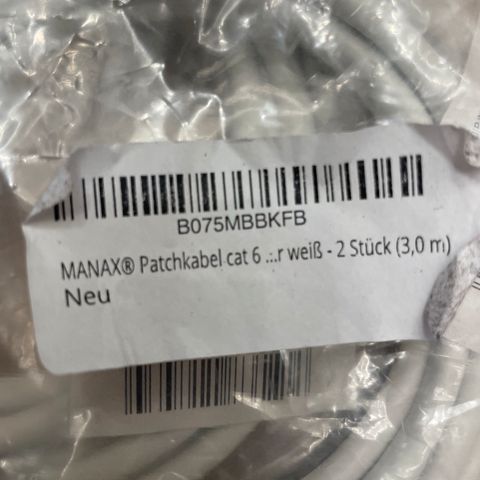 B075MBBKFB
MANAX® Patchkabel cat 6 ...r weiß - 2 Stück (3,0 m)
Neu